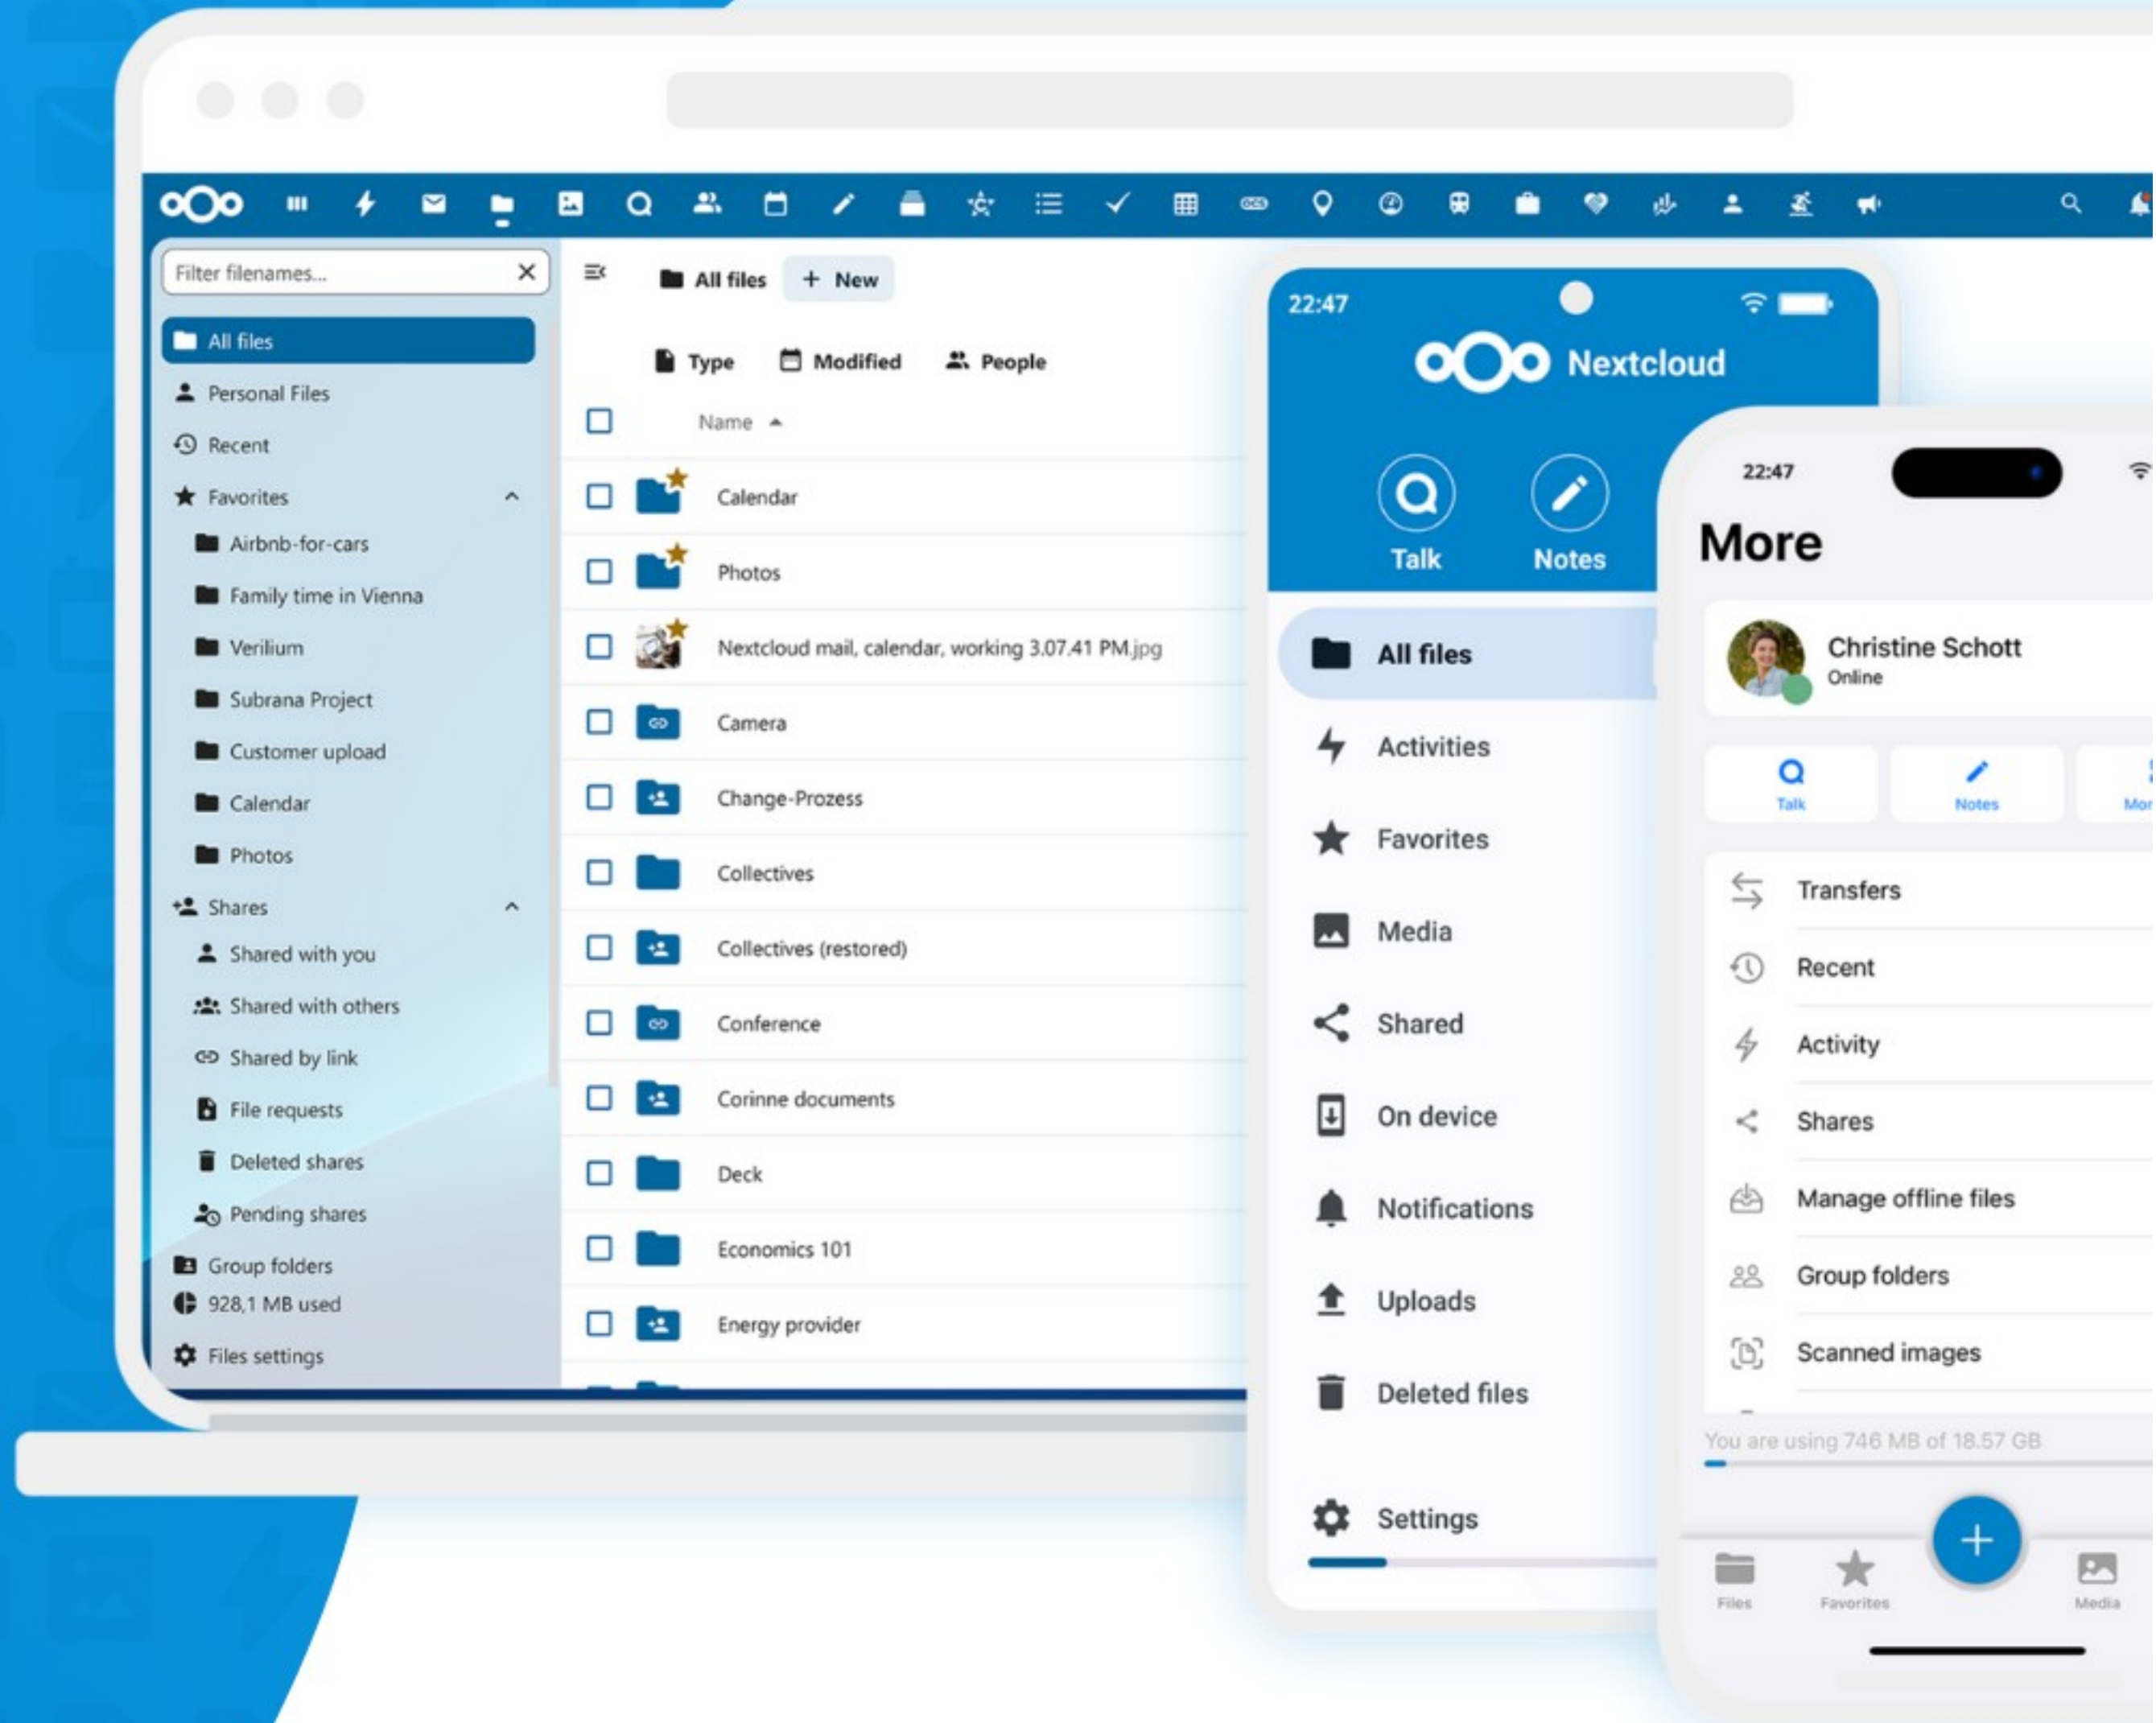 Filter filenames...
All files
Personal Files
Recent
Favorites
Airbnb-for-cars
Family time in Vienna
Verilium
Subrana Project
Customer upload
Calendar
Photos
Shares
Shared with you
Shared with others
Shared by link
File requests
Deleted shares
Pending shares
Group folders
928,1 MB used
Files settings
All files + New
Type Modified People
Name
Calendar
Photos
Nextcloud mail, calendar, working 3.07.41 PM.jpg
Camera
Change-Prozess
Collectives
Collectives (restored)
Conference
Corinne documents
Deck
Economics 101
Energy provider
22:47
Nextcloud
Talk Notes
All files
Activities
Favorites
Media
Shared
On device
Notifications
Uploads
Deleted files
Settings
22:47
More
Christine Schott
Online
Talk Notes
Transfers
Recent
Activity
Shares
Manage offline files
Group folders
Scanned images
You are using 746 MB of 18.57 GB
Files Favorites Media